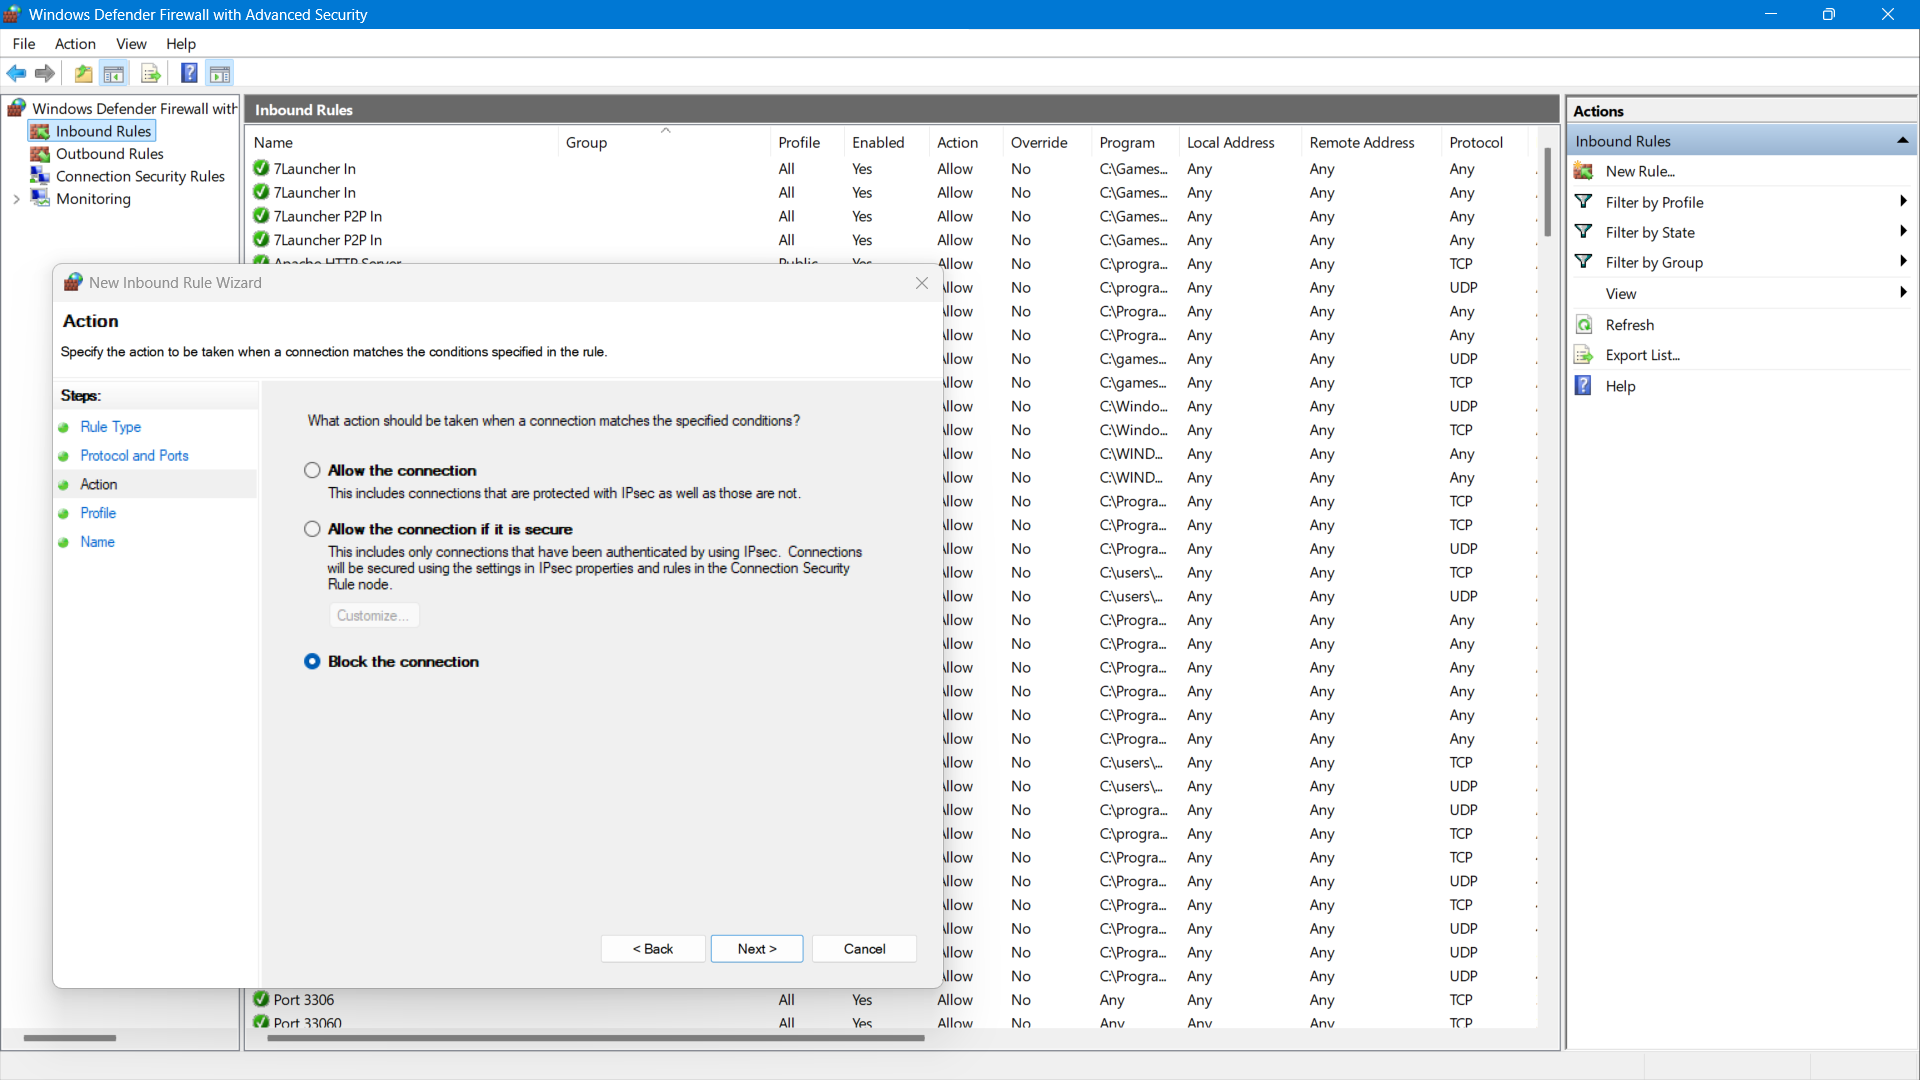 Windows Defender Firewall with Advanced Security
File Action View Help
Windows Defender Firewall with
Inbound Rules
Outbound Rules
Connection Security Rules
Monitoring
Inbound Rules
Name Group Profile Enabled Action Override Program Local Address Remote Address Protocol
7Launcher In All Yes Allow No C:\Games... Any Any Any
7Launcher In All Yes Allow No C:\Games... Any Any Any
7Launcher P2P In All Yes Allow No C:\Games... Any Any Any
7Launcher P2P In All Yes Allow No C:\Games... Any Any Any
Apache HTTP Server Public Yes Allow No C:\progra... Any Any TCP
llow No C:\progra... Any Any UDP
llow No C:\Progra... Any Any Any
llow No C:\Progra... Any Any Any
llow No C:\games... Any Any UDP
llow No C:\games... Any Any TCP
llow No C:\Windo... Any Any UDP
llow No C:\Windo... Any Any TCP
llow No C:\WIND... Any Any Any
llow No C:\WIND... Any Any Any
llow No C:\Progra... Any Any TCP
llow No C:\Progra... Any Any TCP
llow No C:\Progra... Any Any UDP
llow No C:\users\... Any Any TCP
llow No C:\users\... Any Any UDP
llow No C:\Progra... Any Any Any
llow No C:\Progra... Any Any Any
llow No C:\Progra... Any Any Any
llow No C:\Progra... Any Any Any
llow No C:\Progra... Any Any Any
llow No C:\Progra... Any Any Any
llow No C:\users\... Any Any TCP
llow No C:\users\... Any Any UDP
llow No C:\progra... Any Any UDP
llow No C:\progra... Any Any TCP
llow No C:\Progra... Any Any TCP
llow No C:\Progra... Any Any UDP
llow No C:\Progra... Any Any TCP
llow No C:\Progra... Any Any UDP
llow No C:\Progra... Any Any UDP
llow No C:\Progra... Any Any UDP
Port 3306 All Yes Allow No Any Any Any TCP
Port 33060 All Yes Allow No Any Any Any TCP
New Inbound Rule Wizard
Action
Specify the action to be taken when a connection matches the conditions specified in the rule.
Steps:
Rule Type
Protocol and Ports
Action
Profile
Name
What action should be taken when a connection matches the specified conditions?
Allow the connection
This includes connections that are protected with IPsec as well as those are not.
Allow the connection if it is secure
This includes only connections that have been authenticated by using IPsec. Connections
will be secured using the settings in IPsec properties and rules in the Connection Security
Rule node.
Customize...
Block the connection
< Back Next > Cancel
Actions
Inbound Rules
New Rule...
Filter by Profile
Filter by State
Filter by Group
View
Refresh
Export List...
Help